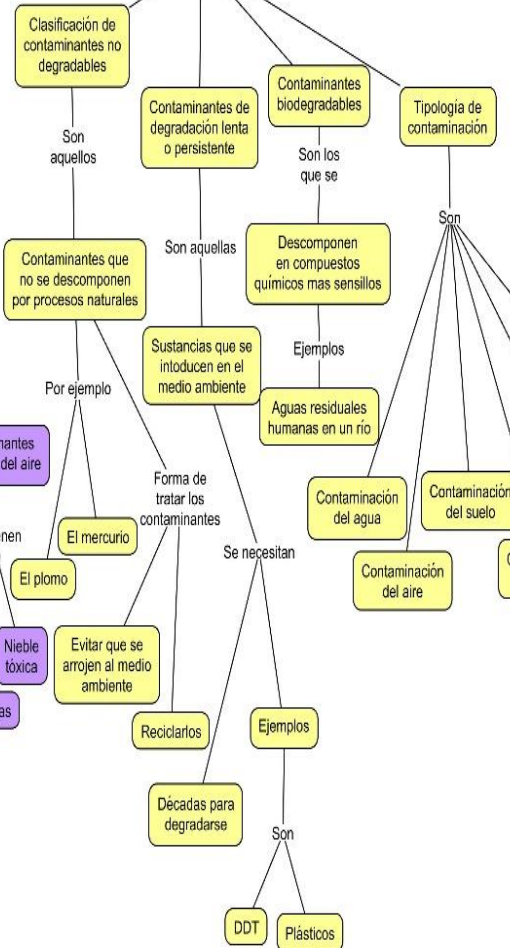 Clasificación de
contaminantes no
degradables
Son
aquellos
Contaminantes que
no se descomponen
por procesos naturales
Por ejemplo
El mercurio
El plomo
Forma de
tratar los
contaminantes
Evitar que se
arrojen al medio
ambiente
Reciclarlos
Contaminantes de
degradación lenta
o persistente
Son aquellas
Sustancias que se
intoducen en el
medio ambiente
Se necesitan
Décadas para
degradarse
Ejemplos
Son
DDT
Plásticos
Contaminantes
biodegradables
Son los
que se
Descomponen
en compuestos
químicos mas sensillos
Ejemplos
Aguas residuales
humanas en un río
Tipologia de
contaminación
Son
Contaminación
del agua
Contaminación
del aire
Contaminación
del suelo
del aire
Nieble
tóxica